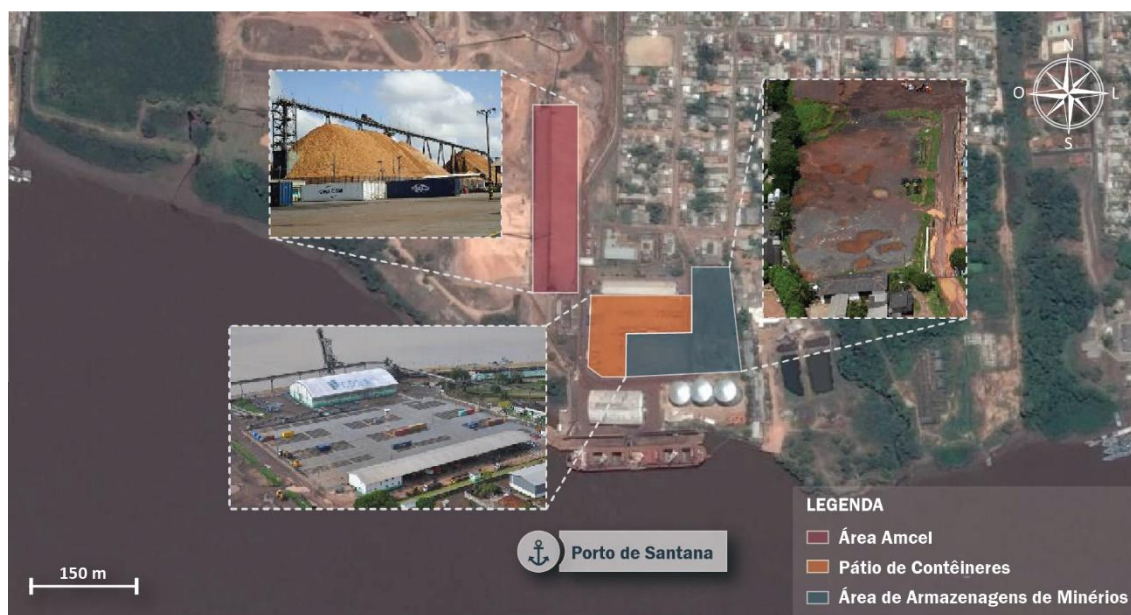 N
O
L
S
150 m
Porto de Santana
LEGENDA
Área Amcel
Pátio de Contêineres
Área de Armazenagens de Minérios